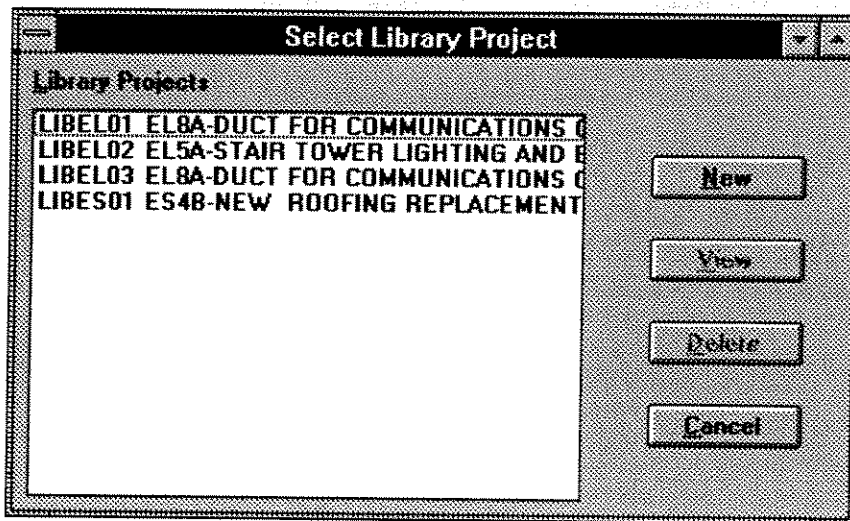 Select Library Project
Library Projects
LIBEL01 EL8A-DUCT FOR COMMUNICATIONS
LIBEL02 EL5A-STAIR TOWER LIGHTING AND
LIBEL03 EL8A-DUCT FOR COMMUNICATIONS
LIBES01 ES4B-NEW ROOFING REPLACEMENT
New
View
Delete
Cancel